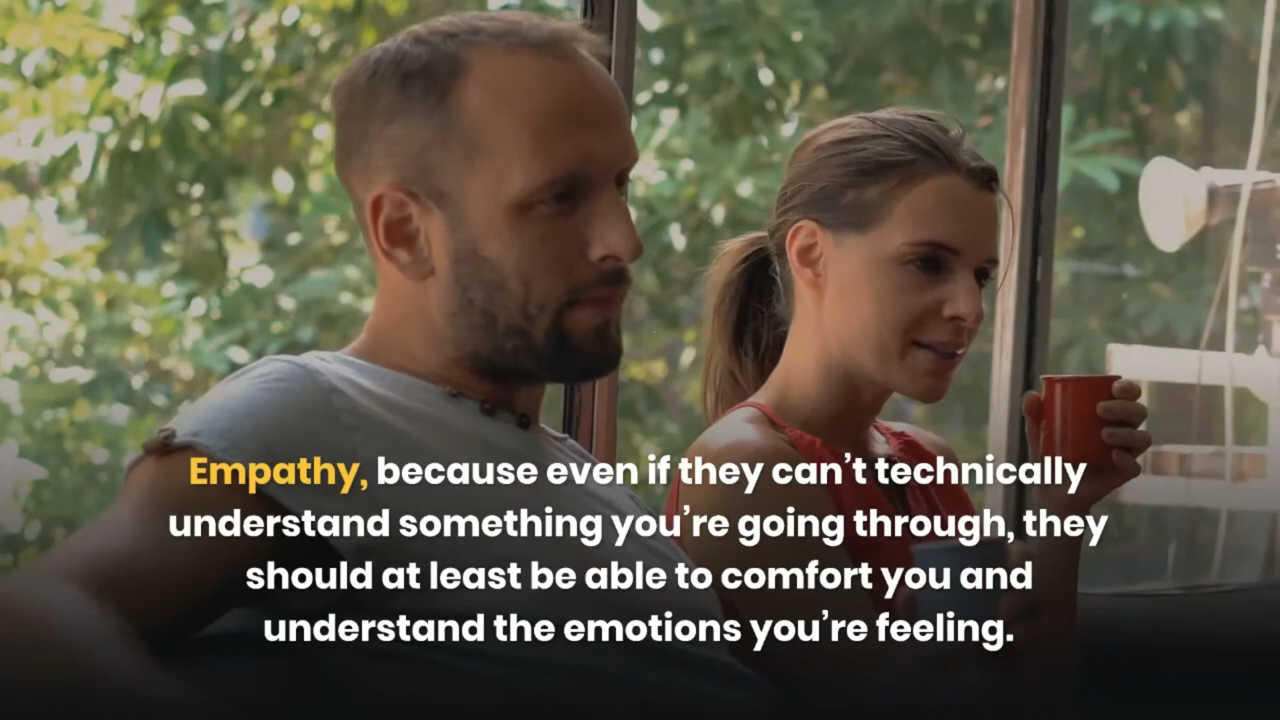 Empathy, because even if they can’t technically
understand something you’re going through, they
should at least be able to comfort you and
understand the emotions you’re feeling.